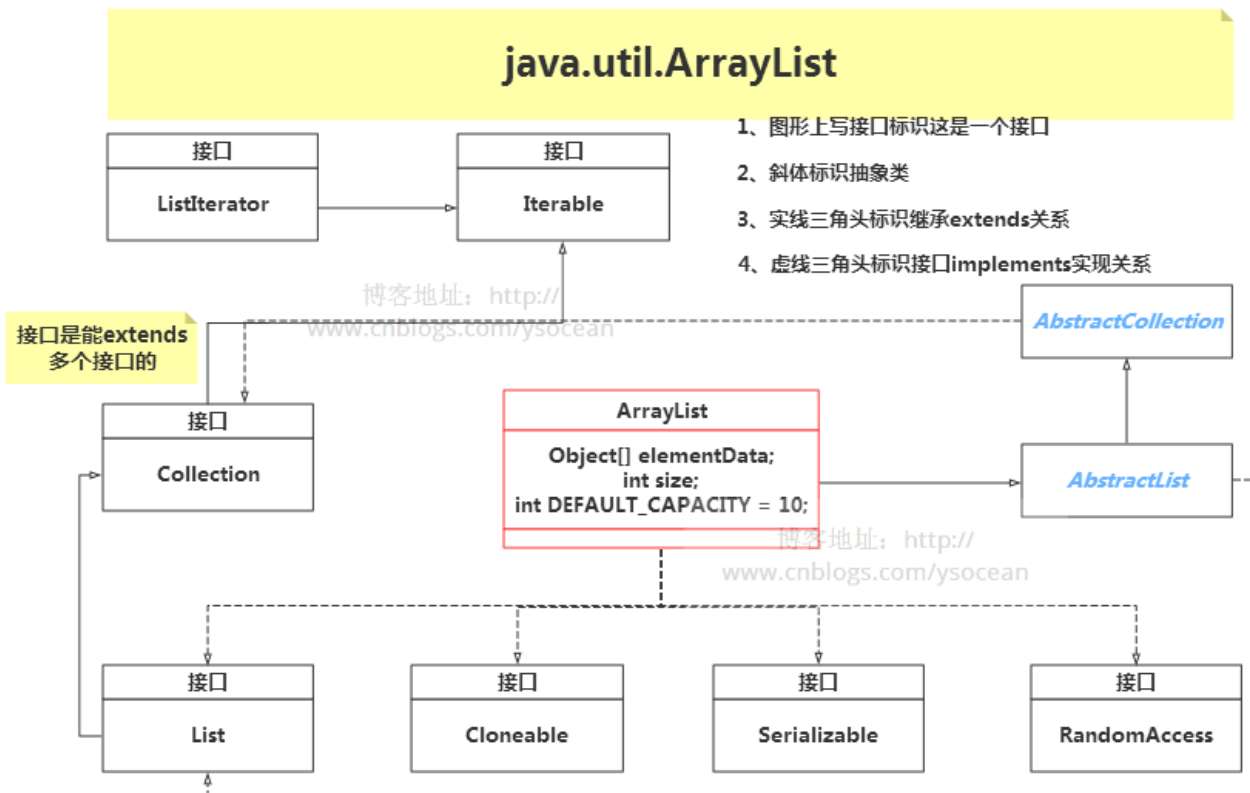 java.util.ArrayList
1、图形上写接口标识这是一个接口
2、斜体标识抽象类
3、实线三角头标识继承extends关系
4、虚线三角头标识接口implements实现关系
接口
ListIterator
接口
Iterable
博客地址：http://
www.cnblogs.com/ysocean
接口是能extends
多个接口的
AbstractCollection
接口
Collection
ArrayList
Object[] elementData;
int size;
int DEFAULT_CAPACITY = 10;
AbstractList
博客地址：http://
www.cnblogs.com/ysocean
接口
List
接口
Cloneable
接口
Serializable
接口
RandomAccess